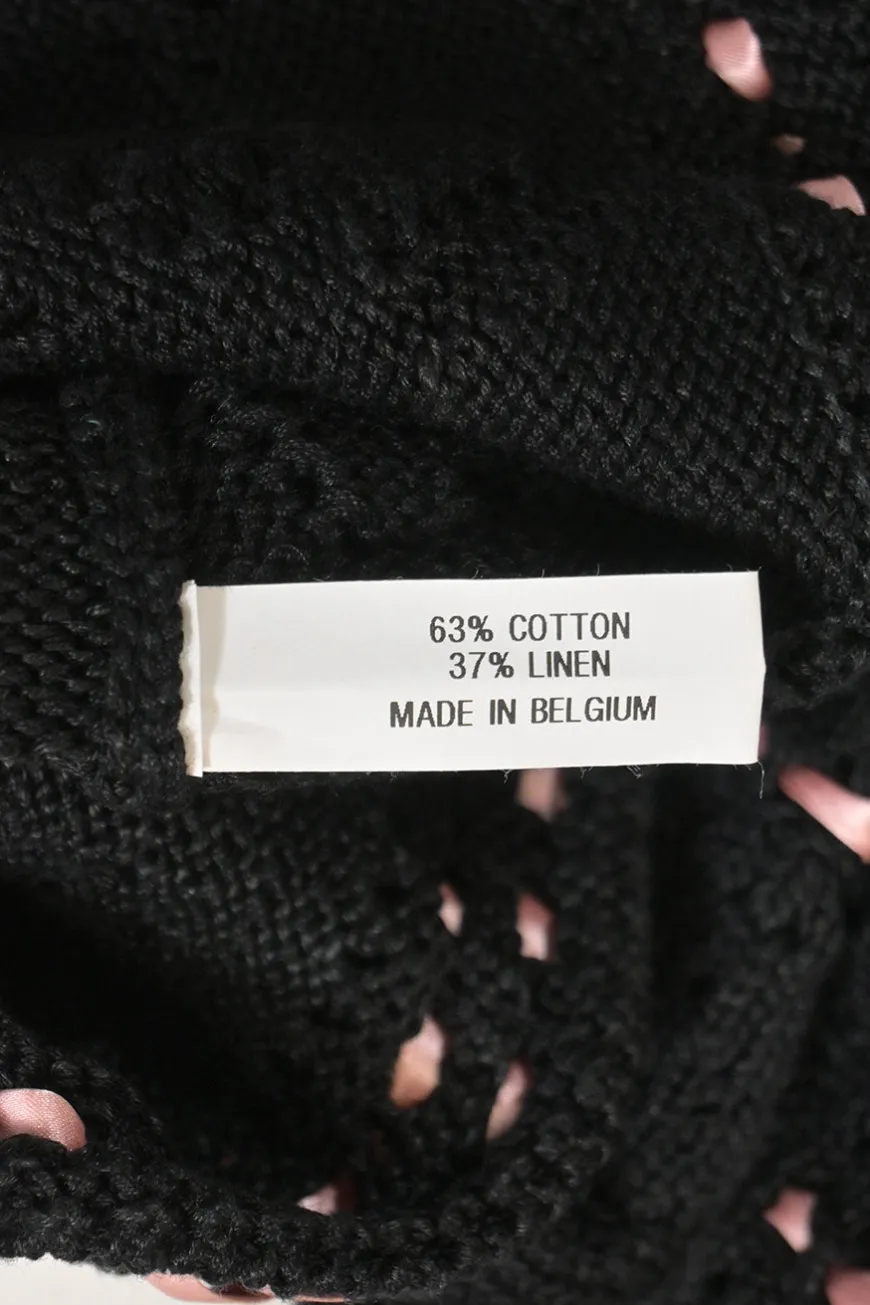 63% COTTON
37% LINEN
MADE IN BELGIUM